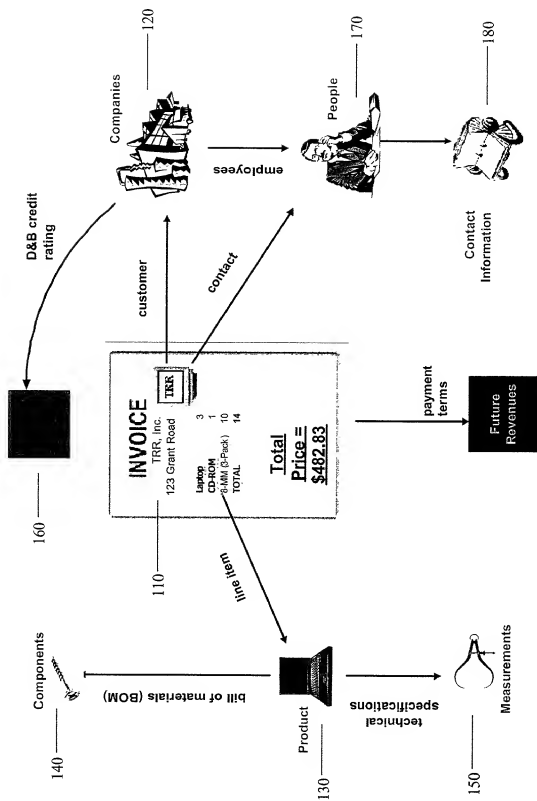 120
Companies
170
People
180
Contact
Information
employees
D&B credit
rating
customer
contact
160
110
INVOICE
TRR, Inc.
123 Grant Road
TRR
Laptop 3
CD-ROM 1
8-MM (3-Pack) 10
TOTAL 14
Total
Price =
$482.83
payment
terms
Future
Revenues
line item
Components
140
bill of materials (BOM)
Product
130
technical
specifications
Measurements
150